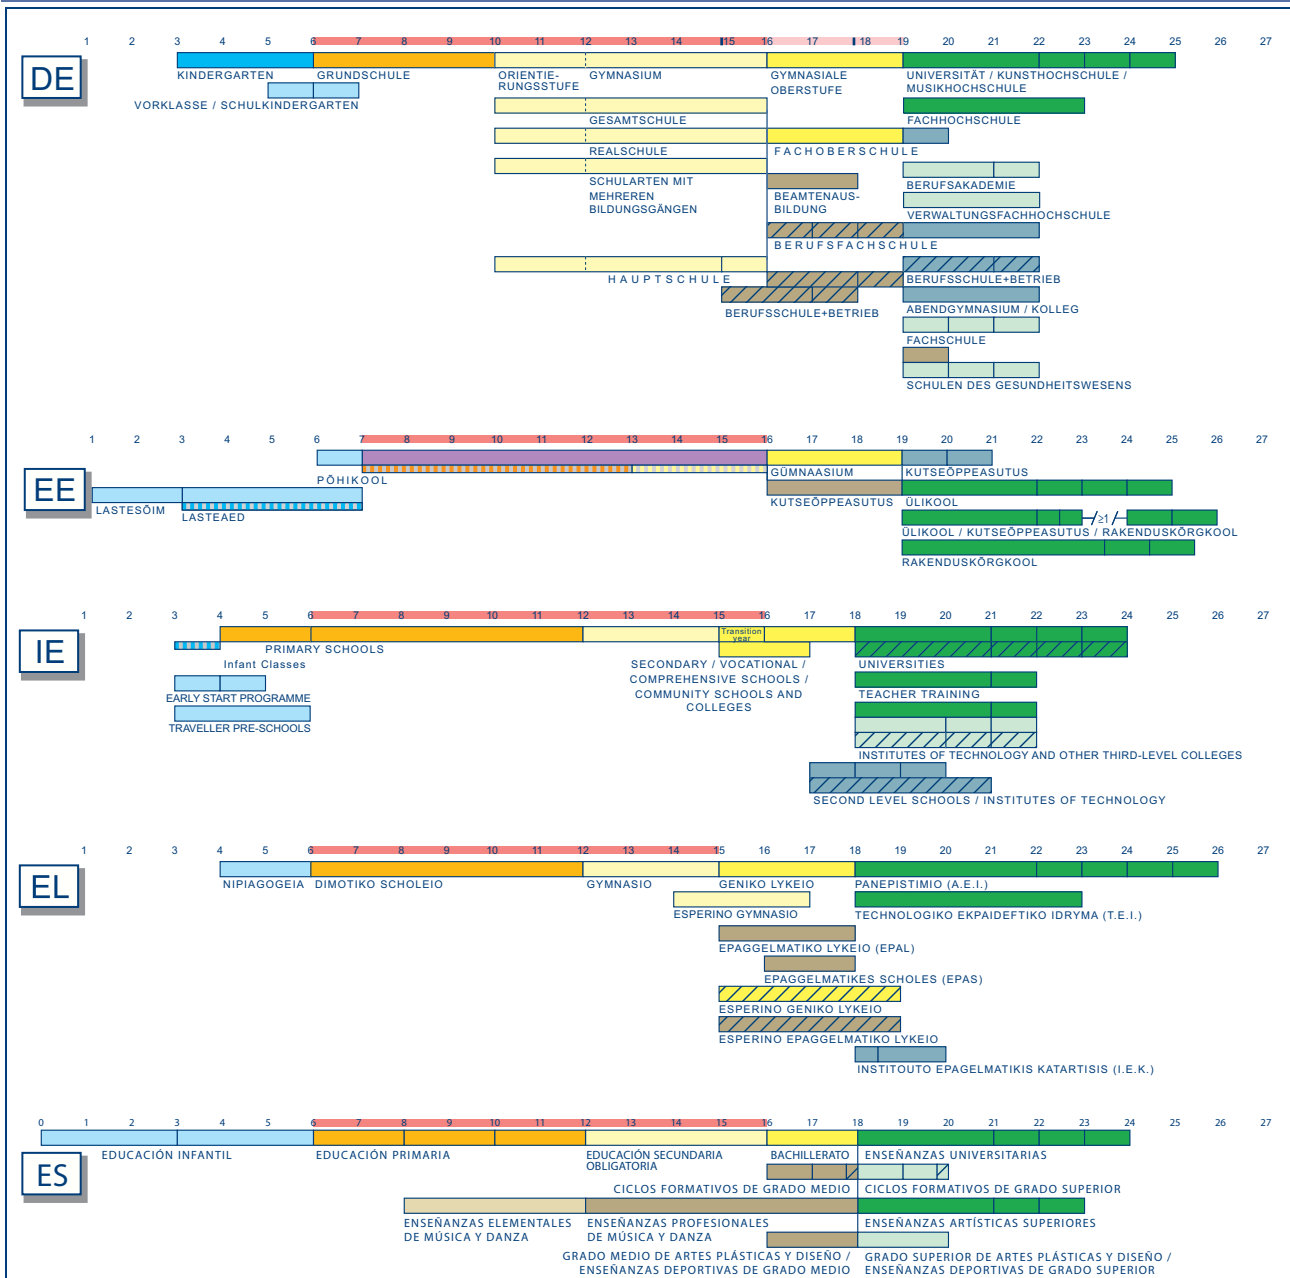 1 2 3 4 5 6 7 8 9 10 11 12 13 14 15 16 17 18 19 20 21 22 23 24 25 26 27
DE
KINDERGARTEN
GRUNDSCHULE
ORIENTIE-
RUNGSSTUFE
GYMNASIUM
GYMNASIALE
OBERSTUFE
UNIVERSITÄT / KUNSTHOCHSCHULE /
MUSIKHOCHSCHULE
VORKLASSE / SCHULKINDERGARTEN
GESAMTSCHULE
FACHHOCHSCHULE
REALSCHULE
FACHOBERSCHULE
SCHULARTEN MIT
MEHREREN
BILDUNGSGÄNGEN
BEAMTENAUS-
BILDUNG
BERUFSAKADEMIE
VERWALTUNGSFACHHOCHSCHULE
BERUFSFACHSCHULE
HAUPTSCHULE
BERUFSSCHULE+BETRIEB
BERUFSSCHULE+BETRIEB
ABENDGYMNASIUM / KOLLEG
FACHSCHULE
SCHULEN DES GESUNDHEITSWESENS
1 2 3 4 5 6 7 8 9 10 11 12 13 14 15 16 17 18 19 20 21 22 23 24 25 26 27
EE
PÕHIKOOL
GÜMNAASIUM
KUTSEÕPPEASUTUS
LASTESÕIM
LASTEAED
KUTSEÕPPEASUTUS
ÜLIKOOL
≥1
ÜLIKOOL / KUTSEÕPPEASUTUS / RAKENDUSKÕRGKOOL
RAKENDUSKÕRGKOOL
1 2 3 4 5 6 7 8 9 10 11 12 13 14 15 16 17 18 19 20 21 22 23 24 25 26 27
IE
Transition
year
PRIMARY SCHOOLS
Infant Classes
SECONDARY / VOCATIONAL /
COMPREHENSIVE SCHOOLS /
COMMUNITY SCHOOLS AND
COLLEGES
UNIVERSITIES
EARLY START PROGRAMME
TEACHER TRAINING
TRAVELLER PRE-SCHOOLS
INSTITUTES OF TECHNOLOGY AND OTHER THIRD-LEVEL COLLEGES
SECOND LEVEL SCHOOLS / INSTITUTES OF TECHNOLOGY
1 2 3 4 5 6 7 8 9 10 11 12 13 14 15 16 17 18 19 20 21 22 23 24 25 26 27
EL
NIPIAGOGEIA
DIMOTIKO SCHOLEIO
GYMNASIO
GENIKO LYKEIO
PANEPISTIMIO (A.E.I.)
ESPERINO GYMNASIO
TECHNOLOGIKO EKPAIDEFTIKO IDRYMA (T.E.I.)
EPAGGELMATIKO LYKEIO (EPAL)
EPAGGELMATIKES SCHOLES (EPAS)
ESPERINO GENIKO LYKEIO
ESPERINO EPAGGELMATIKO LYKEIO
INSTITOUTO EPAGELMATIKIS KATARTISIS (I.E.K.)
0 1 2 3 4 5 6 7 8 9 10 11 12 13 14 15 16 17 18 19 20 21 22 23 24 25 26 27
ES
EDUCACIÓN INFANTIL
EDUCACIÓN PRIMARIA
EDUCACIÓN SECUNDARIA
OBLIGATORIA
BACHILLERATO
ENSEÑANZAS UNIVERSITARIAS
CICLOS FORMATIVOS DE GRADO MEDIO
CICLOS FORMATIVOS DE GRADO SUPERIOR
ENSEÑANZAS ELEMENTALES
DE MÚSICA Y DANZA
ENSEÑANZAS PROFESIONALES
DE MÚSICA Y DANZA
ENSEÑANZAS ARTÍSTICAS SUPERIORES
GRADO MEDIO DE ARTES PLÁSTICAS Y DISEÑO /
ENSEÑANZAS DEPORTIVAS DE GRADO MEDIO
GRADO SUPERIOR DE ARTES PLÁSTICAS Y DISEÑO /
ENSEÑANZAS DEPORTIVAS DE GRADO SUPERIOR